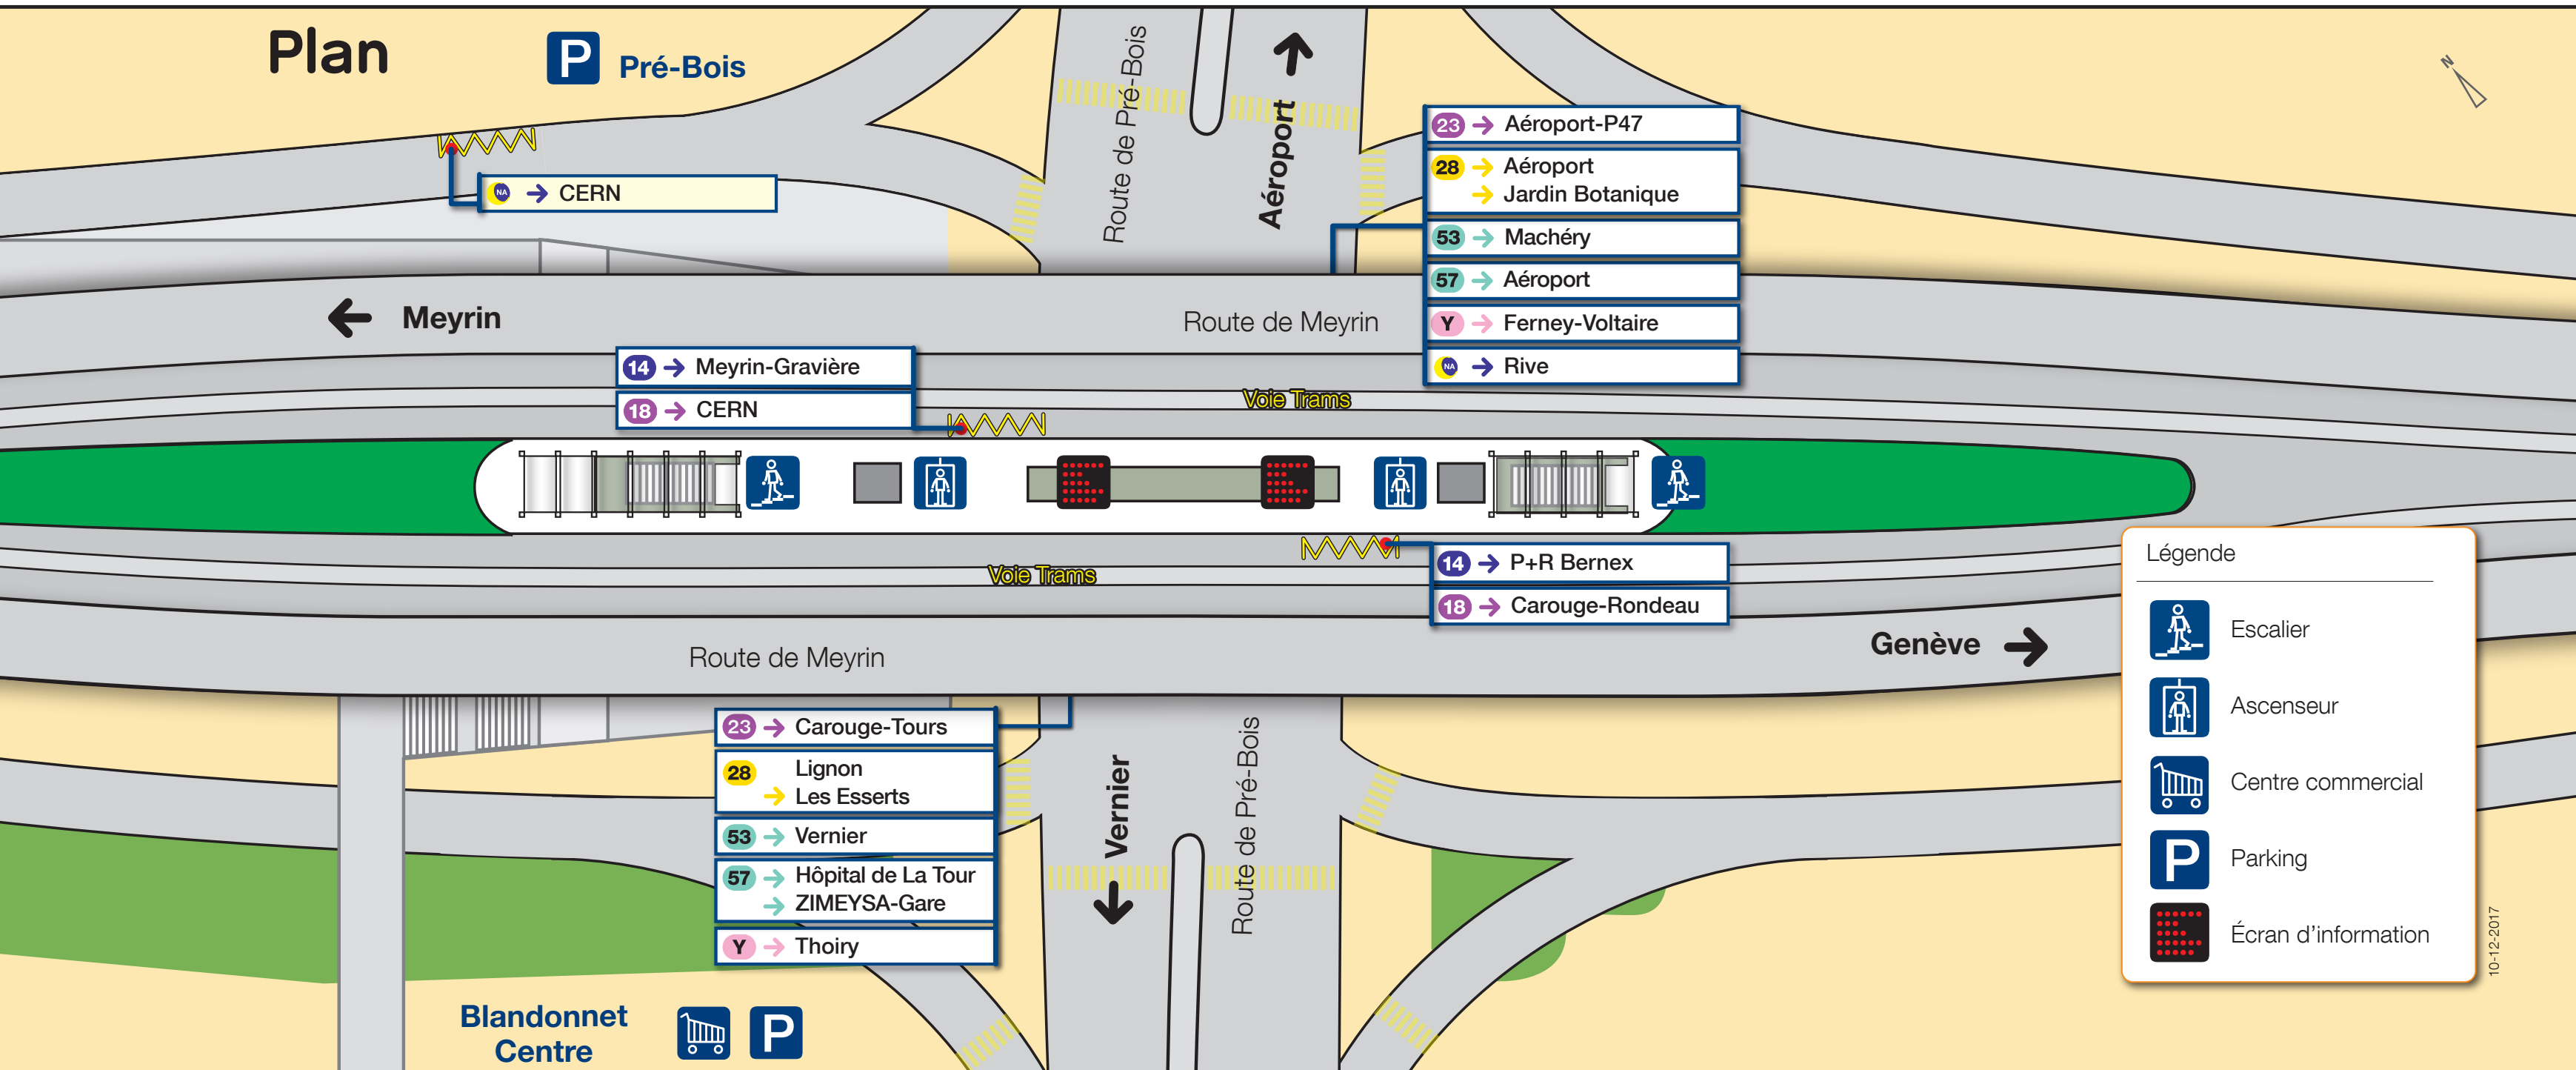 Plan
P
Pré-Bois
N
NA → CERN
Route de Pré-Bois
Aéroport
23 → Aéroport-P47
28 → Aéroport
→ Jardin Botanique
53 → Machéry
57 → Aéroport
Y → Ferney-Voltaire
NA → Rive
← Meyrin
Route de Meyrin
14 → Meyrin-Gravière
18 → CERN
Voie Trams
Voie Trams
14 → P+R Bernex
18 → Carouge-Rondeau
Route de Meyrin
Genève →
23 → Carouge-Tours
28 Lignon
→ Les Esserts
53 → Vernier
57 → Hôpital de La Tour
→ ZIMEYSA-Gare
Y → Thoiry
Vernier
Route de Pré-Bois
Blandonnet
Centre
P
Légende
Escalier
Ascenseur
Centre commercial
P Parking
Écran d'information
10-12-2017